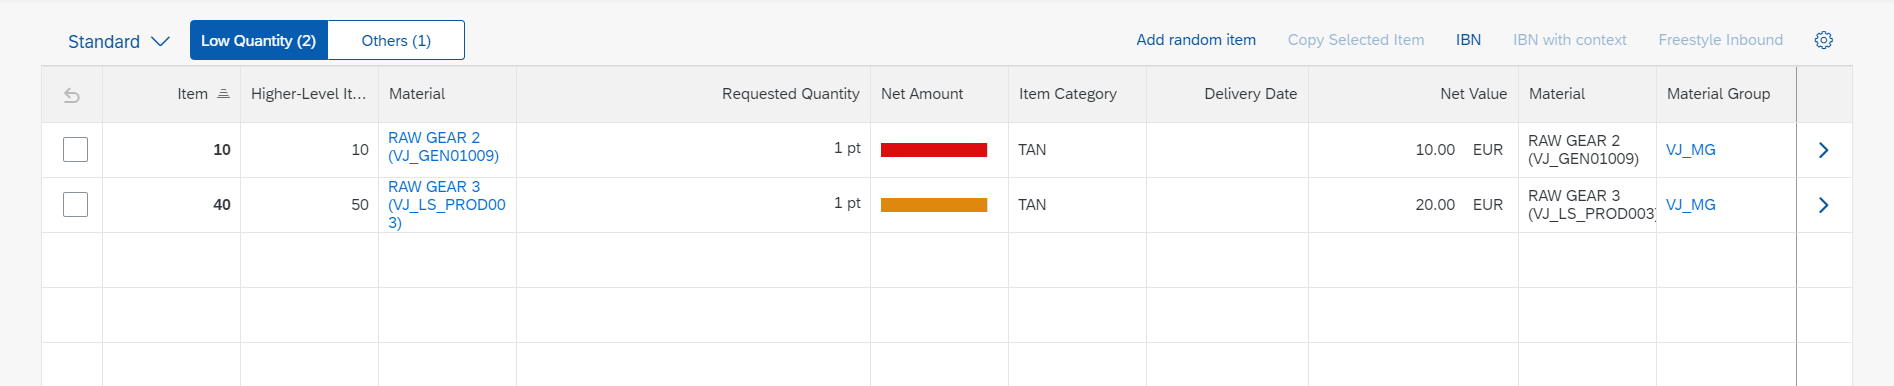 Standard
Low Quantity (2)
Others (1)
Add random item
Copy Selected Item
IBN
IBN with context
Freestyle Inbound
Item
Higher-Level It...
Material
Requested Quantity
Net Amount
Item Category
Delivery Date
Net Value
Material
Material Group
10
10
RAW GEAR 2
(VJ_GEN01009)
1 pt
TAN
10.00 EUR
RAW GEAR 2
(VJ_GEN01009)
VJ_MG
40
50
RAW GEAR 3
(VJ_LS_PROD00
3)
1 pt
TAN
20.00 EUR
RAW GEAR 3
(VJ_LS_PROD003)
VJ_MG